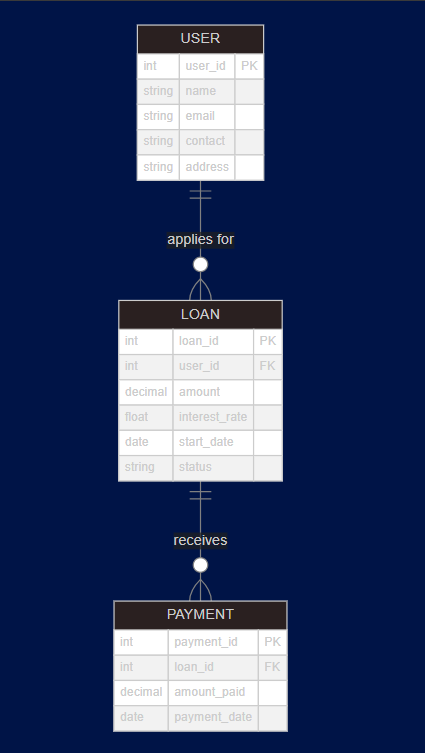 USER
int user_id PK
string name
string email
string contact
string address
applies for
LOAN
int loan_id PK
int user_id FK
decimal amount
float interest_rate
date start_date
string status
receives
PAYMENT
int payment_id PK
int loan_id FK
decimal amount_paid
date payment_date